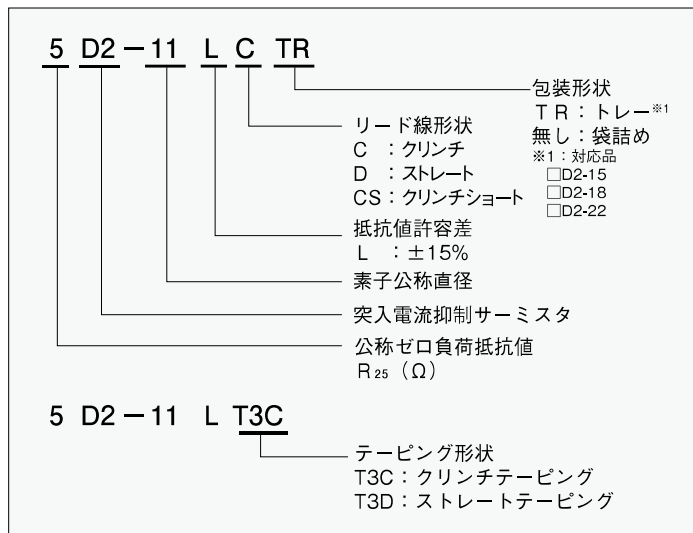 5 D2-11 L C TR
包装形状
TR：トレー※1
無し：袋詰め
※1：対応品
□D2-15
□D2-18
□D2-22
リード線形状
C ：クリンチ
D ：ストレート
CS：クリンチショート
抵抗値許容差
L ：±15%
素子公称直径
突入電流抑制サーミスタ
公称ゼロ負荷抵抗値
R25 （Ω）
5 D2-11 L T3C
テーピング形状
T3C：クリンチテーピング
T3D：ストレートテーピング